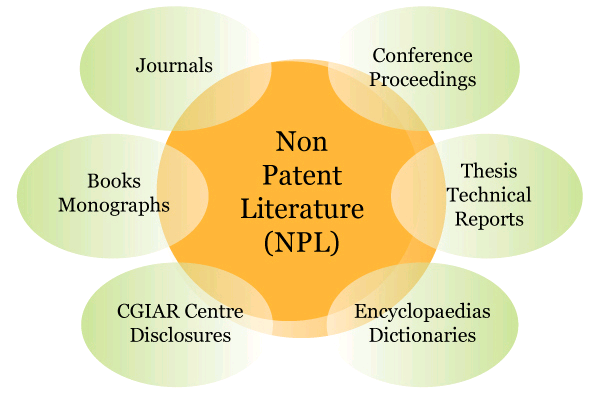 Journals
Conference
Proceedings
Non
Patent
Literature
(NPL)
Books
Monographs
Thesis
Technical
Reports
CGIAR Centre
Disclosures
Encyclopaedias
Dictionaries